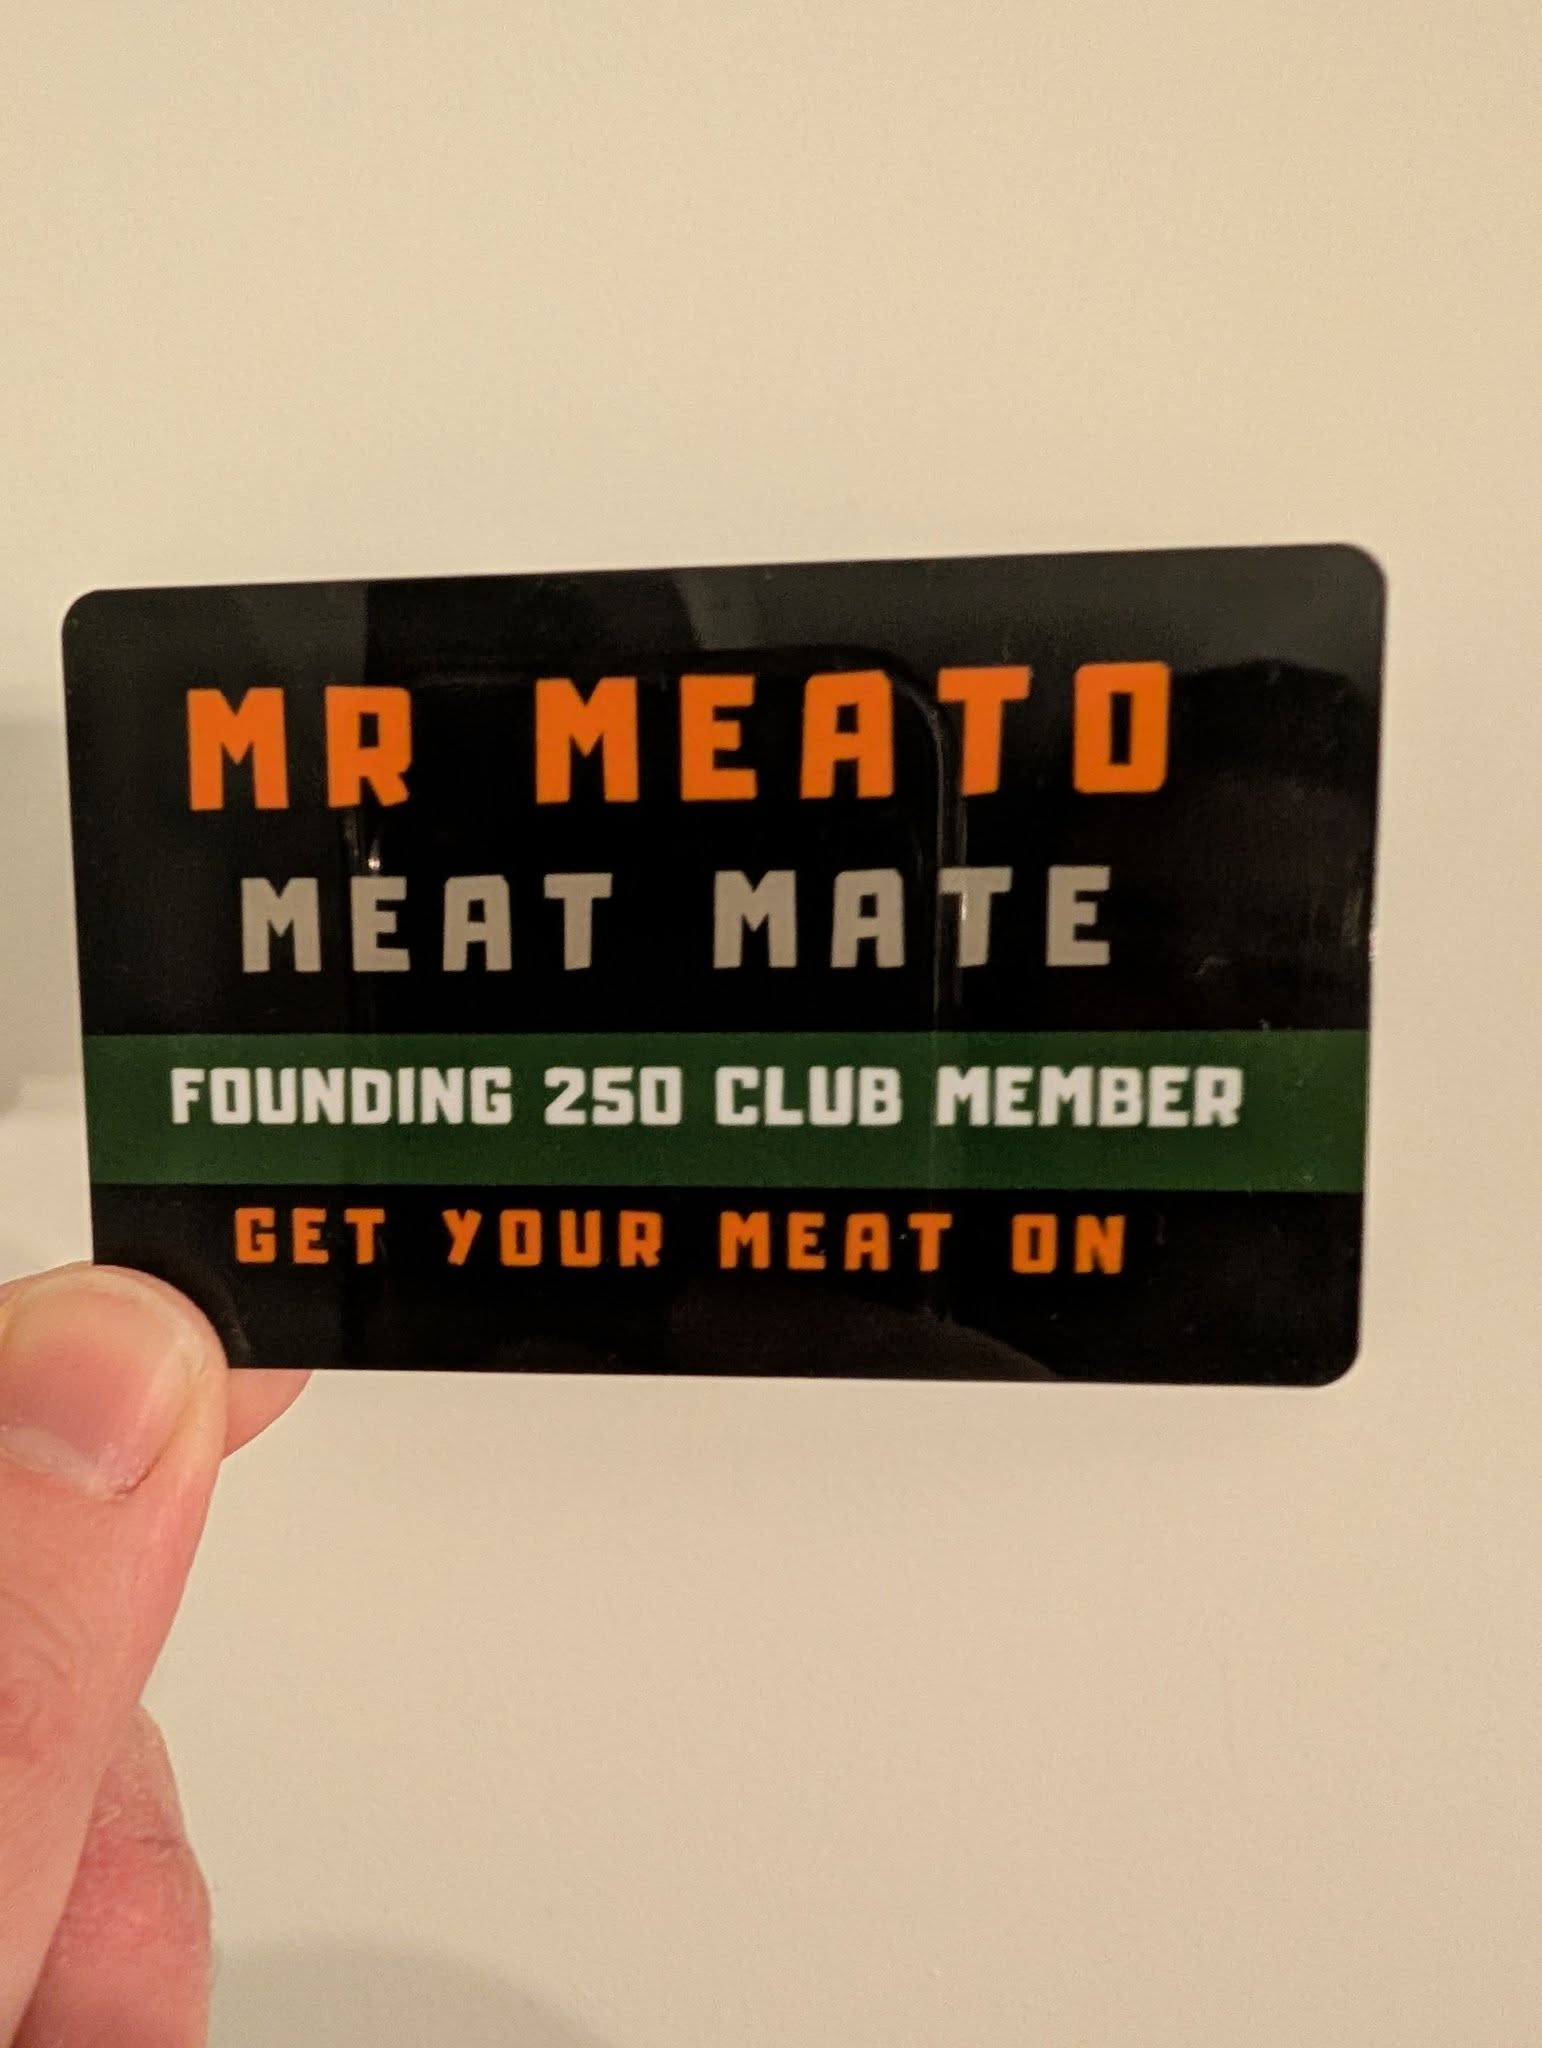 MR MEATO
MEAT MATE
FOUNDING 250 CLUB MEMBER
GET YOUR MEAT ON